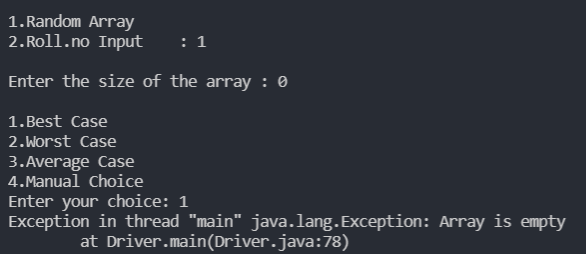 1.Random Array
2.Roll.no Input    : 1
Enter the size of the array : 0
1.Best Case
2.Worst Case
3.Average Case
4.Manual Choice
Enter your choice: 1
Exception in thread "main" java.lang.Exception: Array is empty
        at Driver.main(Driver.java:78)